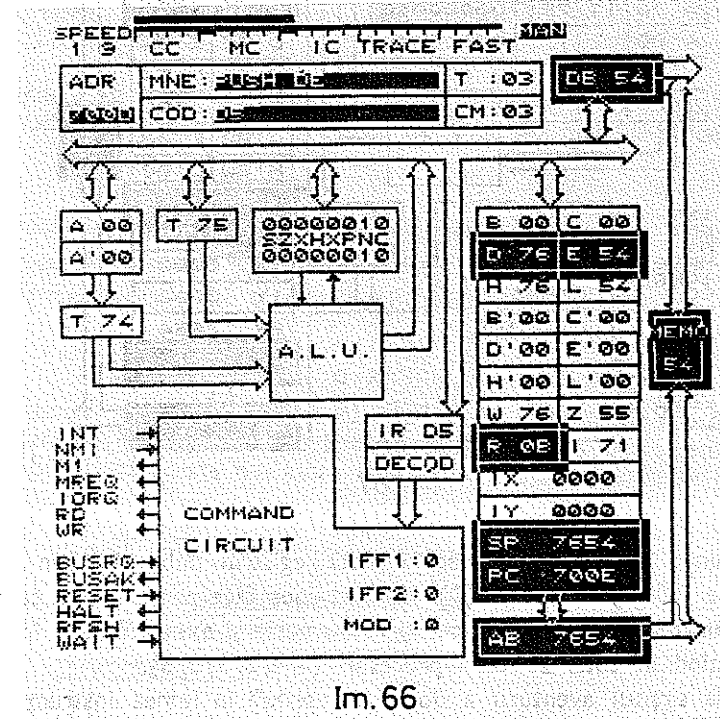 SPEED MAN
1 9 CC MC IC TRACE FAST
ADR MNE: PUSH DE T :03
COD: D5 CM:03
DB 54
A 00 T 75 00000010 B 00 C 00
A'00 SZXHXPNC D 76 E 54
00000010 H 76 L 54
T 74 B'00 C'00
A.L.U. D'00 E'00
MEMO
54
H'00 L'00
IR D5 W 76 Z 55
DECOD R 0B I 71
IX 0000
IY 0000
SP 7654
PC 700E
AB 7654
INT
NMI
M1
MREQ
IORQ
RD
WR
BUSRQ
BUSAK
RESET
HALT
RFSH
WAIT
COMMAND
CIRCUIT
IFF1:0
IFF2:0
MOD :0
Im.66